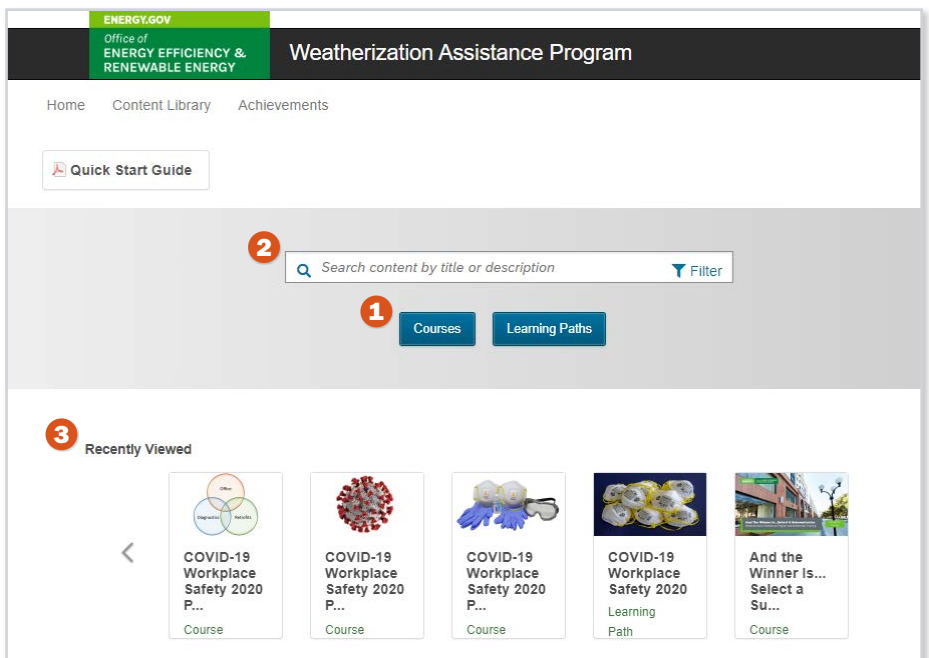 ENERGY.GOV
Office of
ENERGY EFFICIENCY &
RENEWABLE ENERGY
Weatherization Assistance Program
Home Content Library Achievements
Quick Start Guide
2
Search content by title or description Filter
1
Courses Learning Paths
3
Recently Viewed
Office
Diagnostics Retrofits
COVID-19
Workplace
Safety 2020
P...
Course
COVID-19
Workplace
Safety 2020
P...
Course
COVID-19
Workplace
Safety 2020
P...
Course
COVID-19
Workplace
Safety 2020
Learning
Path
And the
Winner Is...
Select a
Su...
Course